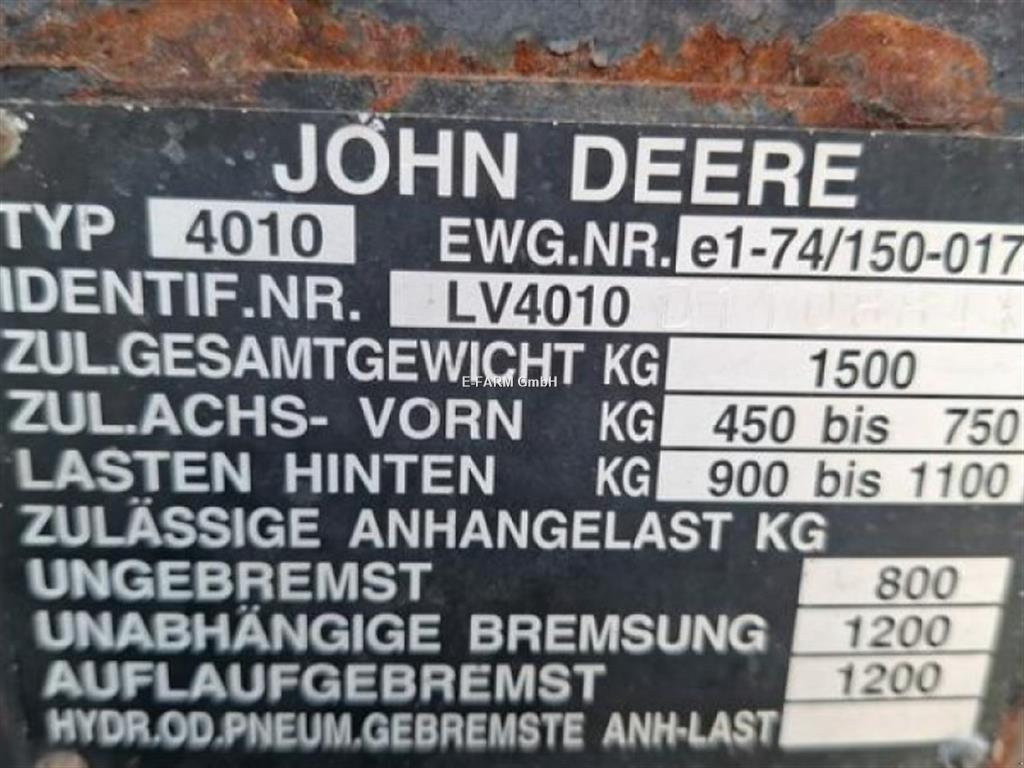 JOHN DEERE
TYP 4010 EWG.NR. e1-74/150-017
IDENTIF.NR. LV4010
ZUL.GESAMTGEWICHT KG 1500
E-FARM GmbH
ZUL.ACHS- VORN KG 450 bis 750
LASTEN HINTEN KG 900 bis 1100
ZULÄSSIGE ANHANGELAST KG
UNGEBREMST 800
UNABHÄNGIGE BREMSUNG 1200
AUFLAUFGEBREMST 1200
HYDR.OD.PNEUM.GEBREMSTE ANH-LAST